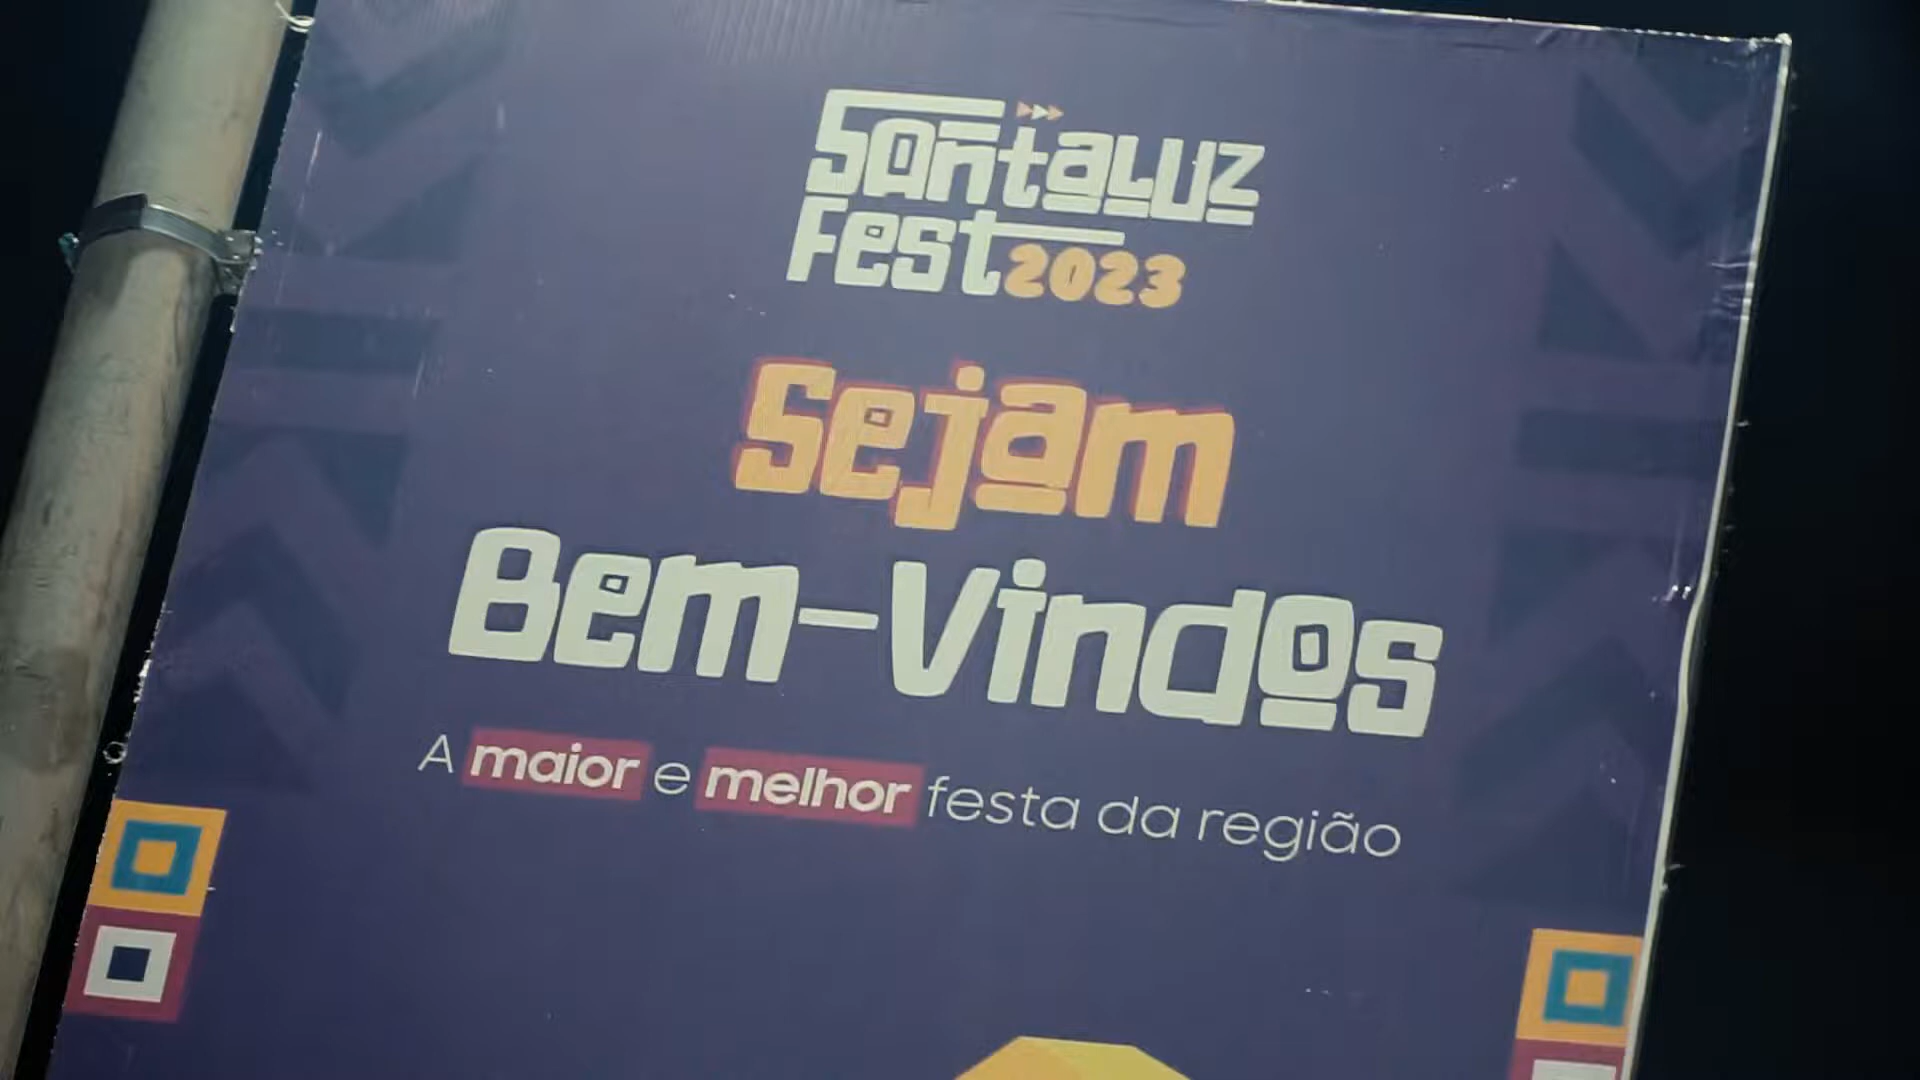 Santaluz
Fest 2023
Sejam
Bem-Vindos
A maior e melhor festa da região